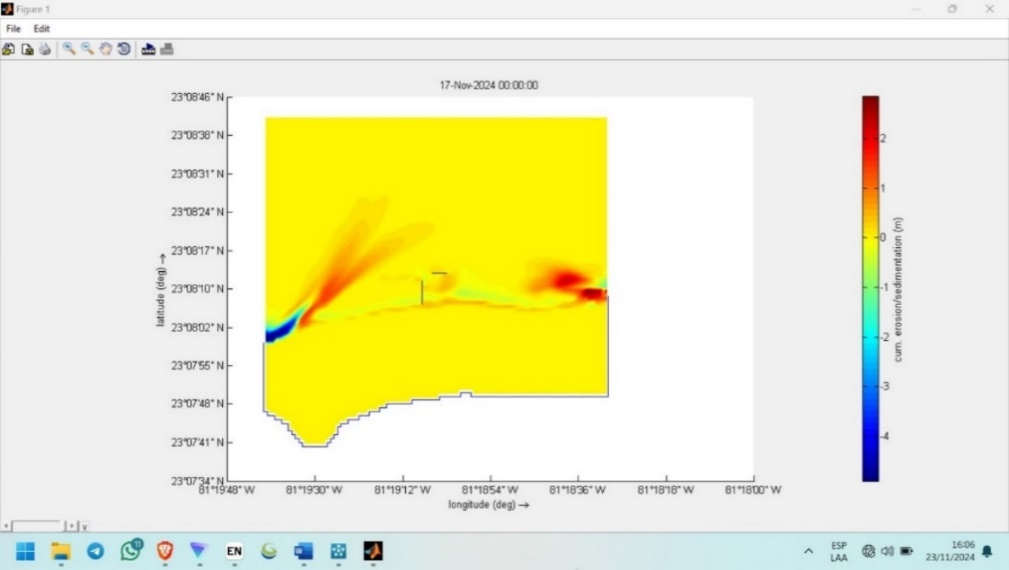 Figure 1
File Edit
17-Nov-2024 00:00:00
23°08'46" N
23°08'38" N
23°08'31" N
23°08'24" N
23°08'17" N
23°08'10" N
23°08'02" N
23°07'55" N
23°07'48" N
23°07'41" N
23°07'34" N
latitude (deg) →
81°19'48" W 81°19'30" W 81°19'12" W 81°18'54" W 81°18'36" W 81°18'18" W 81°18'00" W
longitude (deg) →
2
1
0
-1
-2
-3
-4
cum. erosion/sedimentation (m)
v
EN
ESP
LAA
16:06
23/11/2024